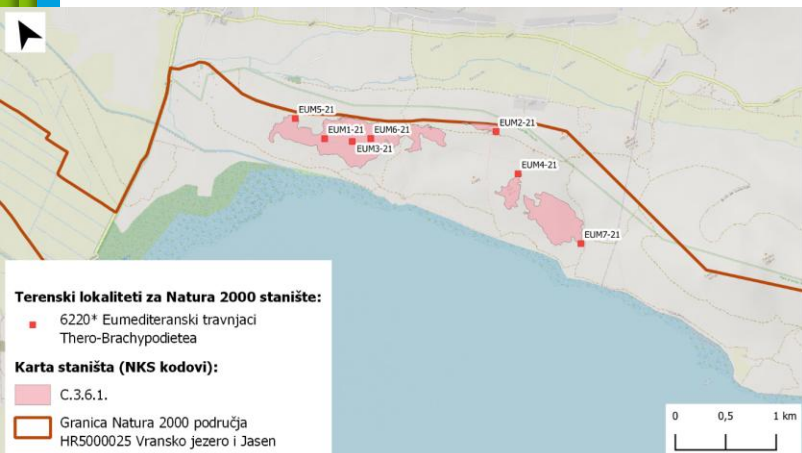 EUM5-21
EUM1-21
EUM6-21
EUM3-21
EUM2-21
EUM4-21
EUM7-21
Terenski lokaliteti za Natura 2000 stanište:
6220* Eumediteranski travnjaci
Thero-Brachypodietea
Karta staništa (NKS kodovi):
C.3.6.1.
Granica Natura 2000 područja
HR5000025 Vransko jezero i Jasen
0 0,5 1 km